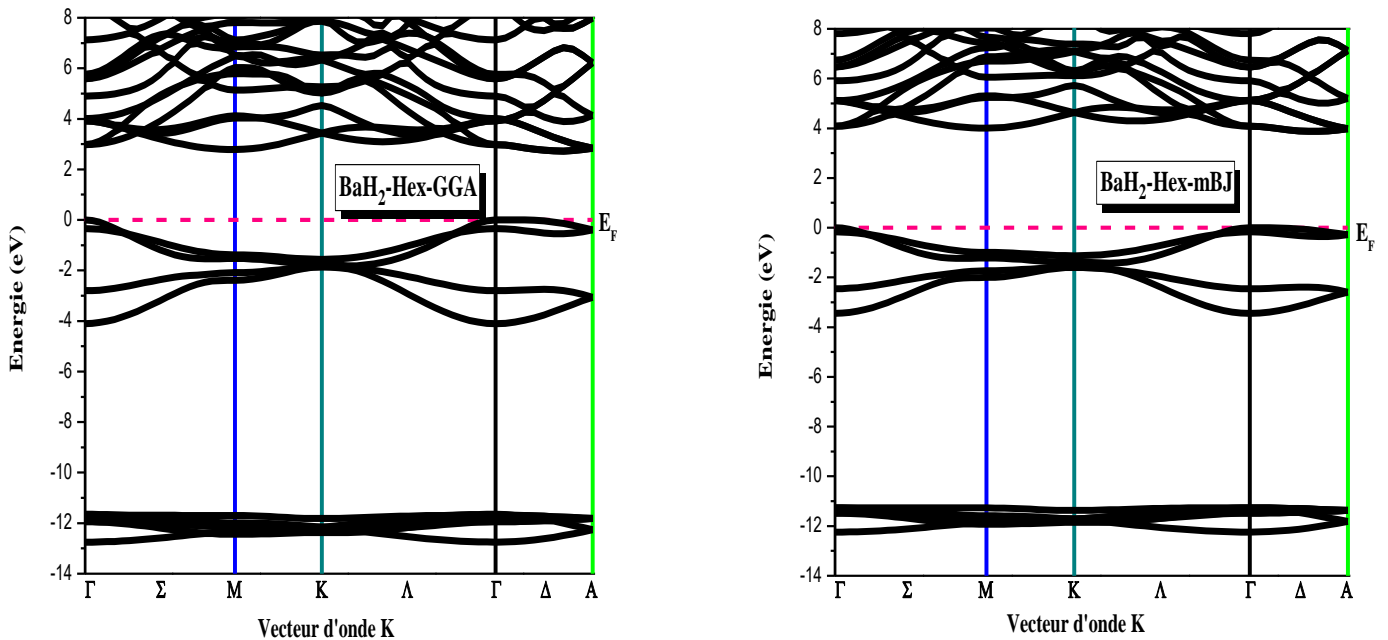 8
6
4
2
0
-2
-4
-6
-8
-10
-12
-14
Energie (eV)
BaH2-Hex-GGA
EF
Γ Σ M K Λ Γ Δ A
Vecteur d'onde K
8
6
4
2
0
-2
-4
-6
-8
-10
-12
-14
Energie (eV)
BaH2-Hex-mBJ
EF
Γ Σ M K Λ Γ Δ A
Vecteur d'onde K